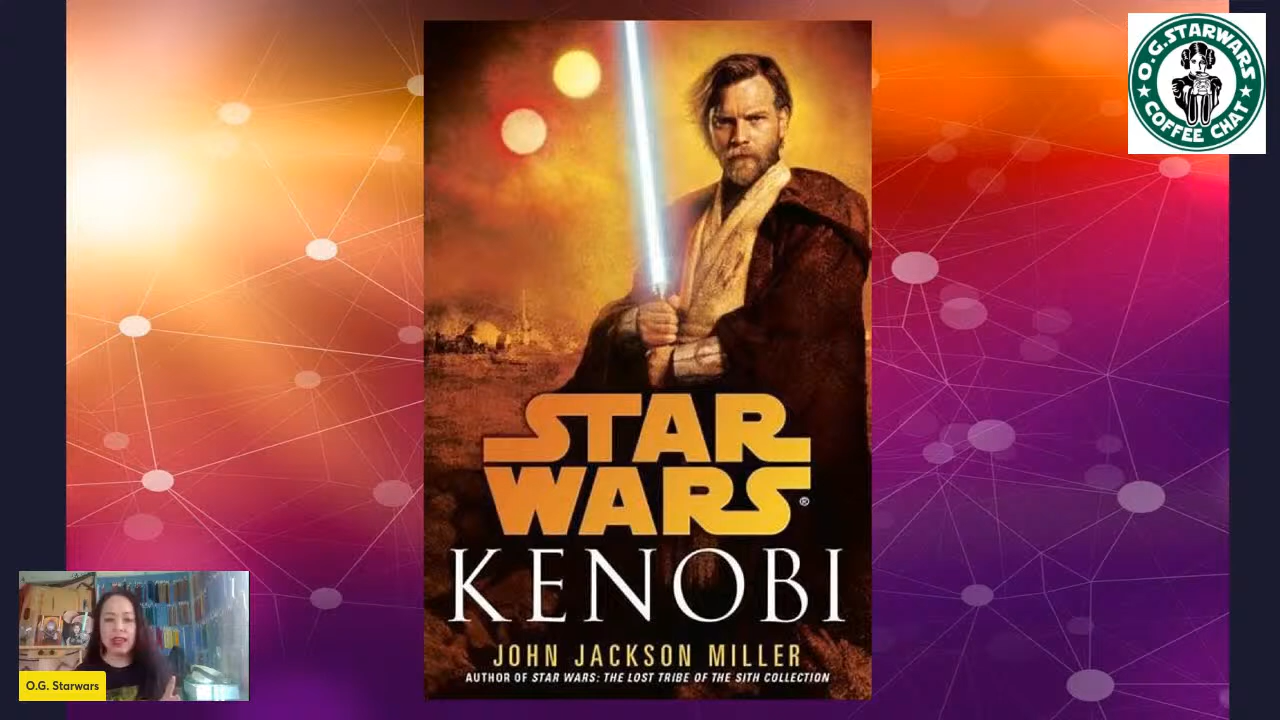 STAR
WARS®
KENOBI
JOHN JACKSON MILLER
AUTHOR OF STAR WARS: THE LOST TRIBE OF THE SITH COLLECTION
O.G. STARWARS
COFFEE CHAT
O.G. Starwars